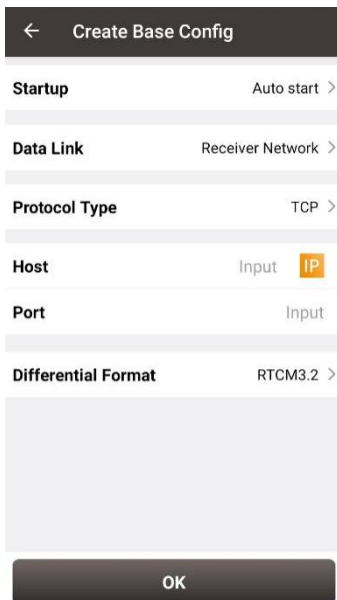 Create Base Config
Startup Auto start
Data Link Receiver Network
Protocol Type TCP
Host Input IP
Port Input
Differential Format RTCM3.2
OK